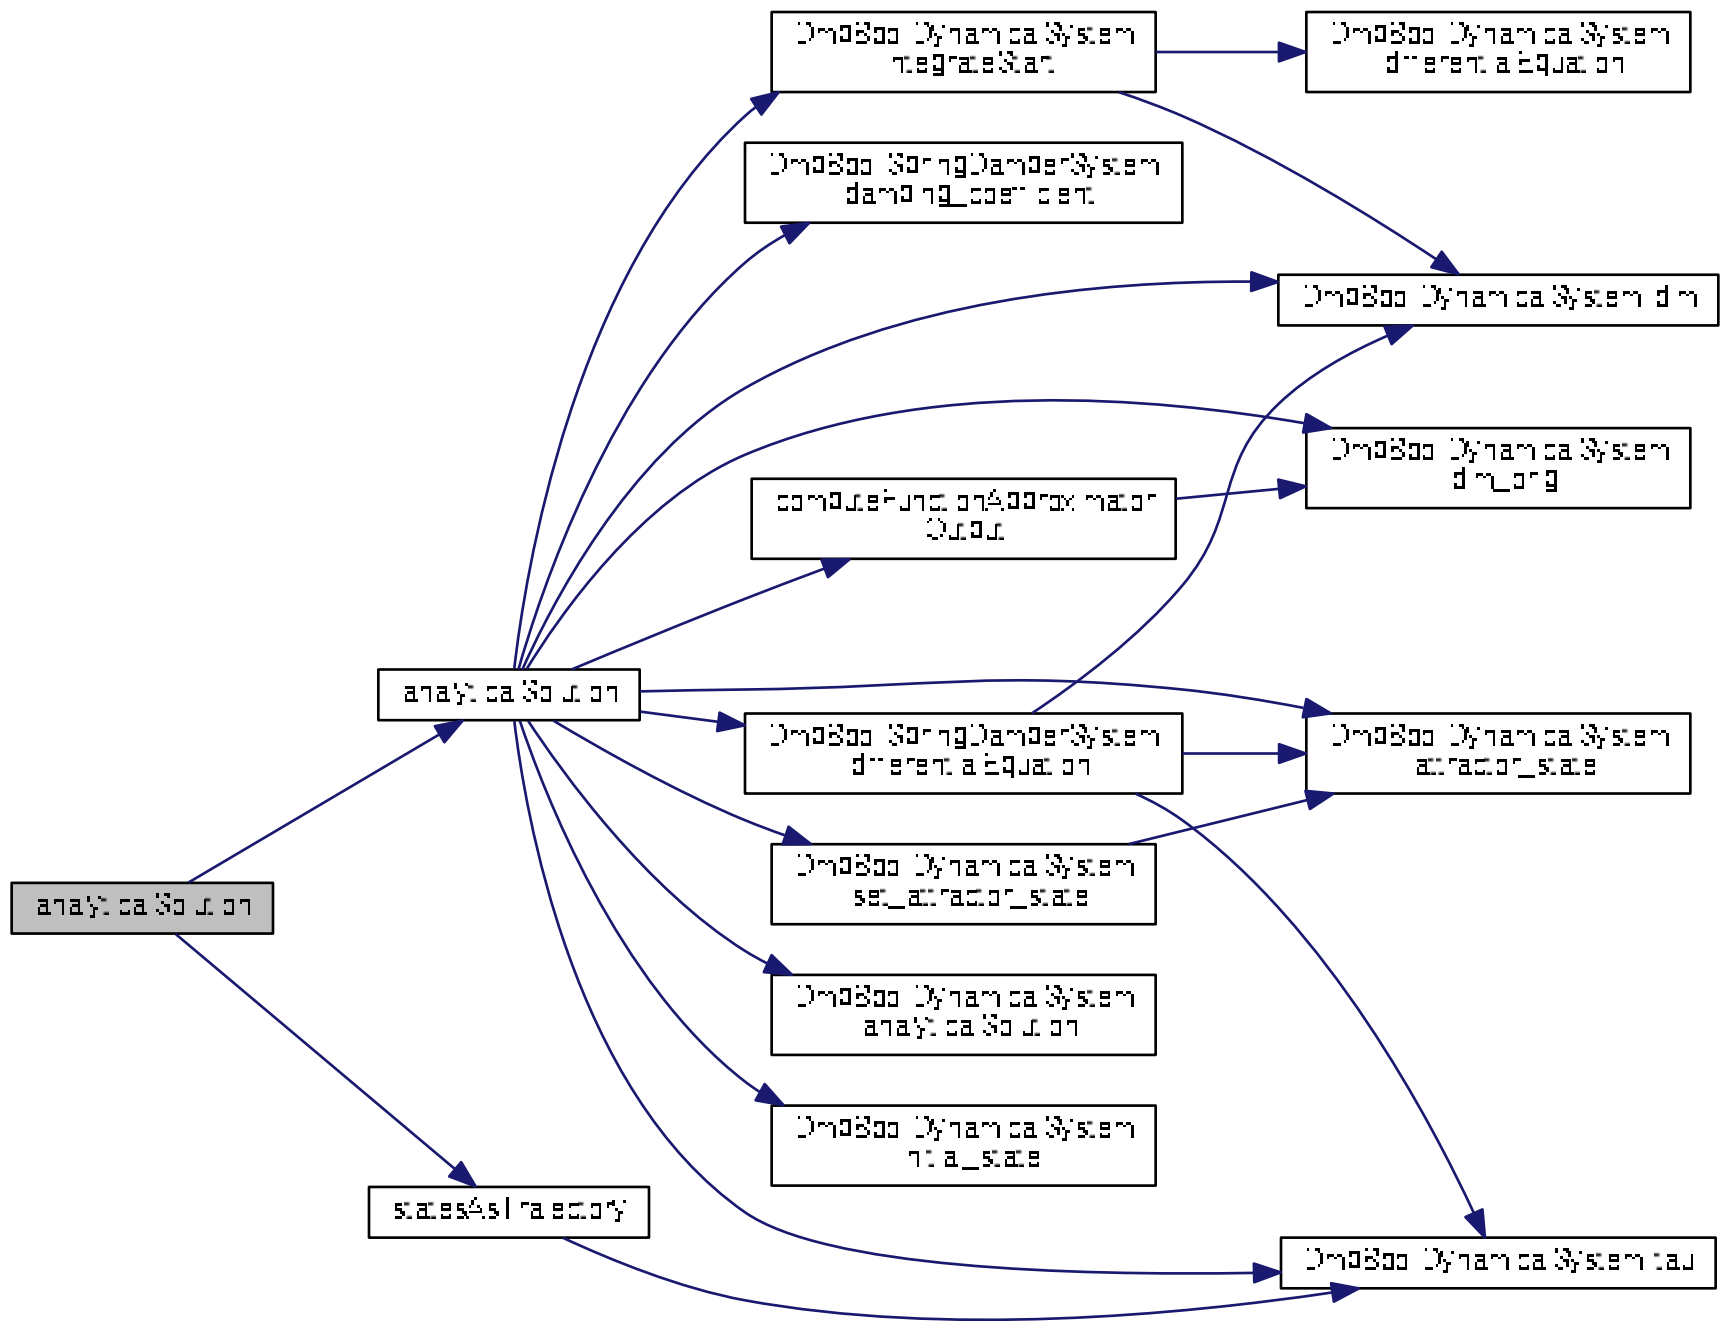 DmpBbo::DynamicalSystem
::integrateStart
DmpBbo::DynamicalSystem
::differentialEquation
DmpBbo::SpringDamperSystem
::damping_coefficient
DmpBbo::DynamicalSystem::dim
DmpBbo::DynamicalSystem
::dim_orig
computeFunctionApproximator
Output
analyticalSolution
DmpBbo::SpringDamperSystem
::differentialEquation
DmpBbo::DynamicalSystem
::attractor_state
DmpBbo::DynamicalSystem
::set_attractor_state
analyticalSolution
DmpBbo::DynamicalSystem
::analyticalSolution
DmpBbo::DynamicalSystem
::initial_state
statesAsTrajectory
DmpBbo::DynamicalSystem::tau